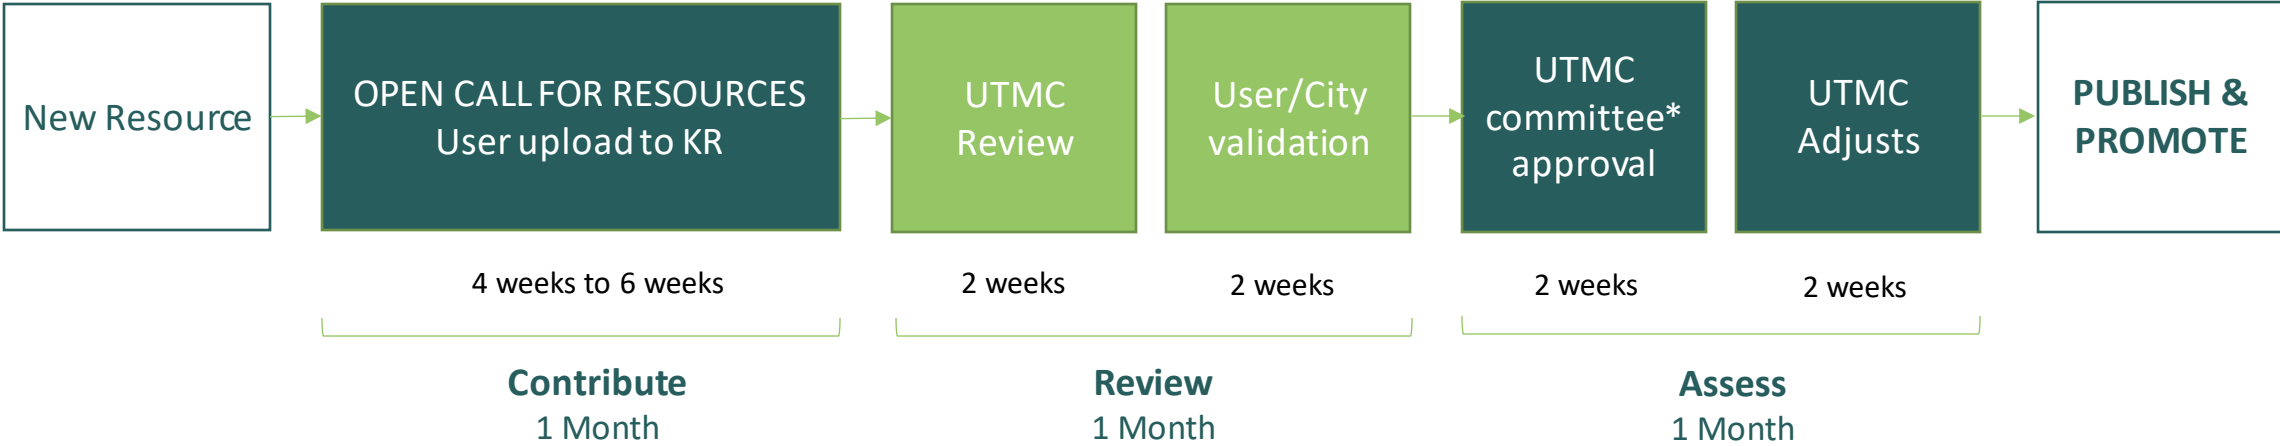 New Resource
OPEN CALL FOR RESOURCES
User upload to KR
UTMC
Review
User/City
validation
UTMC
committee*
approval
UTMC
Adjusts
PUBLISH &
PROMOTE
4 weeks to 6 weeks
2 weeks
2 weeks
2 weeks
2 weeks
Contribute
1 Month
Review
1 Month
Assess
1 Month